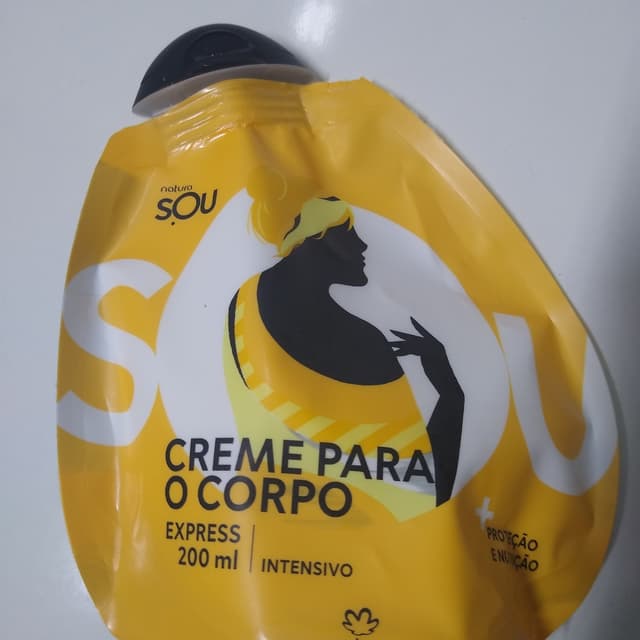 natura
SOU
SOU
CREME PARA
O CORPO
EXPRESS
200 ml
INTENSIVO
+
PROTEÇÃO
E NUTRIÇÃO